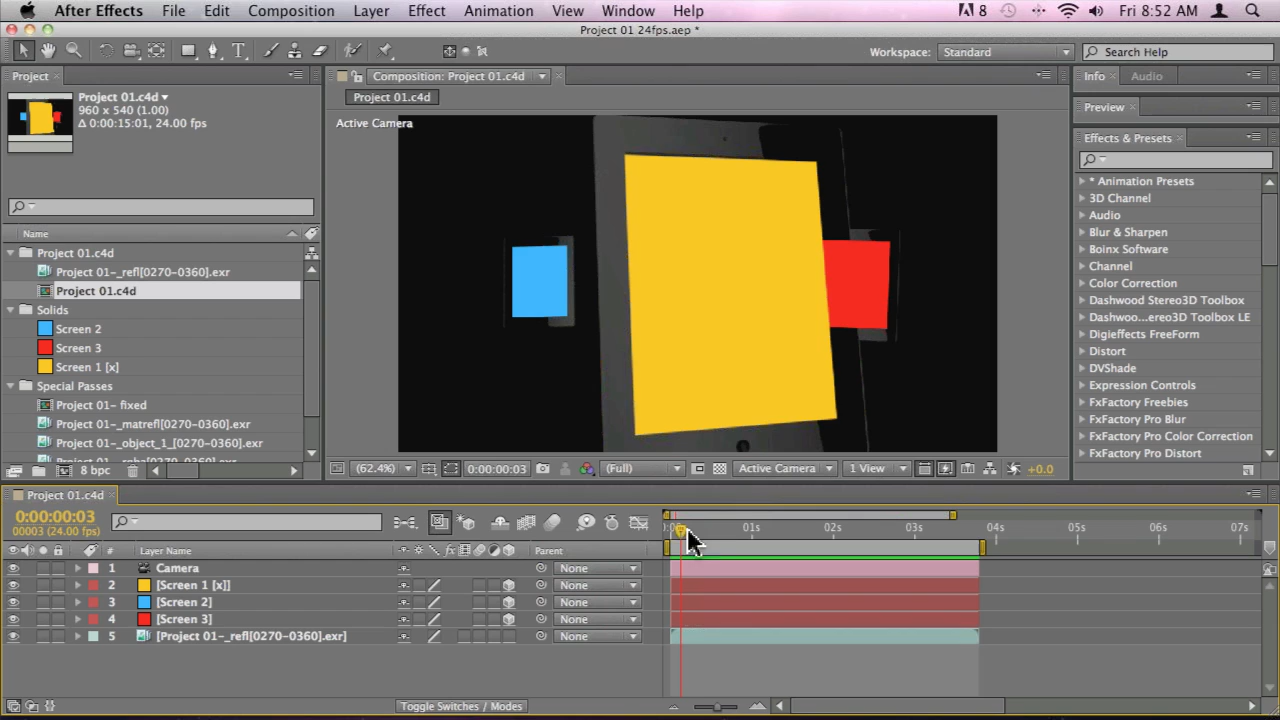 After Effects File Edit Composition Layer Effect Animation View Window Help 8 Fri 8:52 AM
Project 01 24fps.aep *
Workspace: Standard Search Help
Project Composition: Project 01.c4d Info Audio
Project 01.c4d
960 x 540 (1.00)
Δ 0:00:15:01, 24.00 fps
Project 01.c4d
Active Camera
Preview
Effects & Presets
* Animation Presets
3D Channel
Audio
Blur & Sharpen
Boinx Software
Channel
Color Correction
Dashwood Stereo3D Toolbox
Dashwoo...ereo3D Toolbox LE
Digieffects FreeForm
Distort
DVShade
Expression Controls
FxFactory Freebies
FxFactory Pro Blur
FxFactory Pro Color Correction
FxFactory Pro Distort
Name
Project 01.c4d
Project 01-_refl[0270-0360].exr
Project 01.c4d
Solids
Screen 2
Screen 3
Screen 1 [x]
Special Passes
Project 01- fixed
Project 01-_matrefl[0270-0360].exr
Project 01-_object_1_[0270-0360].exr
8 bpc
(62.4%) 0:00:00:03 (Full) Active Camera 1 View +0.0
Project 01.c4d
0:00:00:03
00003 (24.00 fps)
01s 02s 03s 04s 05s 06s 07s
# Layer Name fx Parent
1 Camera None
2 [Screen 1 [x]] None
3 [Screen 2] None
4 [Screen 3] None
5 [Project 01-_refl[0270-0360].exr] None
Toggle Switches / Modes